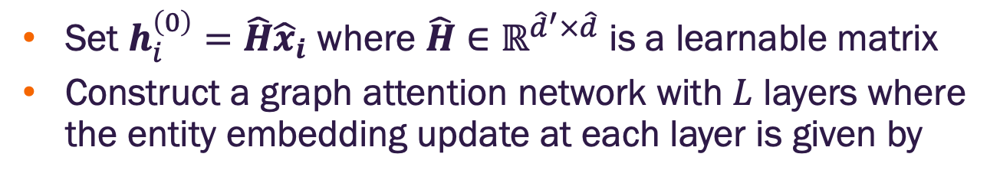 • Set $\boldsymbol{h}_i^{(0)} = \widehat{\boldsymbol{H}}\widehat{\boldsymbol{x}}_{\boldsymbol{i}}$ where $\widehat{\boldsymbol{H}} \in \mathbb{R}^{\hat{d}' \times \hat{d}}$ is a learnable matrix
• Construct a graph attention network with $L$ layers where
the entity embedding update at each layer is given by